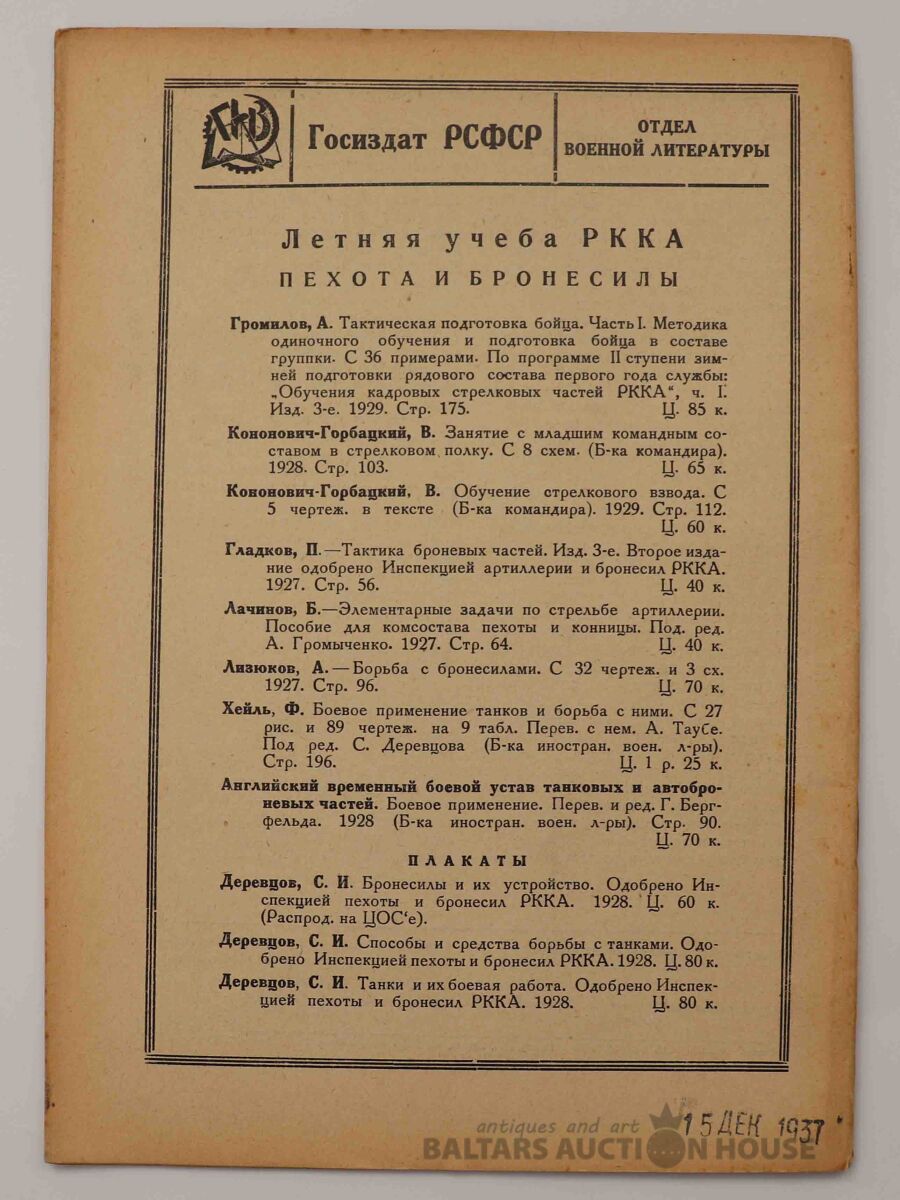 ГИЗ
Госиздат РСФСР
ОТДЕЛ
ВОЕННОЙ ЛИТЕРАТУРЫ
Летняя учеба РККА
ПЕХОТА И БРОНЕСИЛЫ
Громилов, А. Тактическая подготовка бойца. Часть I. Методика
одиночного обучения и подготовка бойца в составе
группки. С 36 примерами. По программе II ступени зим-
ней подготовки рядового состава первого года службы:
„Обучения кадровых стрелковых частей РККА“, ч. I.
Изд. 3-е. 1929. Стр. 175. Ц. 85 к.
Кононович-Горбацкий, В. Занятие с младшим командным со-
ставом в стрелковом полку. С 8 схем. (Б-ка командира).
1928. Стр. 103. Ц. 65 к.
Кононович-Горбацкий, В. Обучение стрелкового взвода. С
5 чертеж. в тексте (Б-ка командира). 1929. Стр. 112.
Ц. 60 к.
Гладков, П.—Тактика броневых частей. Изд. 3-е. Второе изда-
ние одобрено Инспекцией артиллерии и бронесил РККА.
1927. Стр. 56. Ц. 40 к.
Лачинов, Б.—Элементарные задачи по стрельбе артиллерии.
Пособие для комсостава пехоты и конницы. Под. ред.
А. Громыченко. 1927. Стр. 64. Ц. 40 к.
Лизюков, А.—Борьба с бронесилами. С 32 чертеж. и 3 сх.
1927. Стр. 96. Ц. 70 к.
Хейль, Ф. Боевое применение танков и борьба с ними. С 27
рис. и 89 чертеж. на 9 табл. Перев. с нем. А. Таубе.
Под ред. С. Деревцова (Б-ка иностран. воен. л-ры).
Стр. 196. Ц. 1 р. 25 к.
Английский временный боевой устав танковых и автобро-
невых частей. Боевое применение. Перев. и ред. Г. Берг-
фельда. 1928 (Б-ка иностран. воен. л-ры). Стр. 90.
Ц. 70 к.
ПЛАКАТЫ
Деревцов, С. И. Бронесилы и их устройство. Одобрено Ин-
спекцией пехоты и бронесил РККА. 1928. Ц. 60 к.
(Распрод. на ЦОС‘е).
Деревцов, С. И. Способы и средства борьбы с танками. Одо-
брено Инспекцией пехоты и бронесил РККА. 1928. Ц. 80 к.
Деревцов, С. И. Танки и их боевая работа. Одобрено Инспек-
цией пехоты и бронесил РККА. 1928. Ц. 80 к.
15 ДЕК 1937
antiques and art
BALTARS AUCTION HOUSE